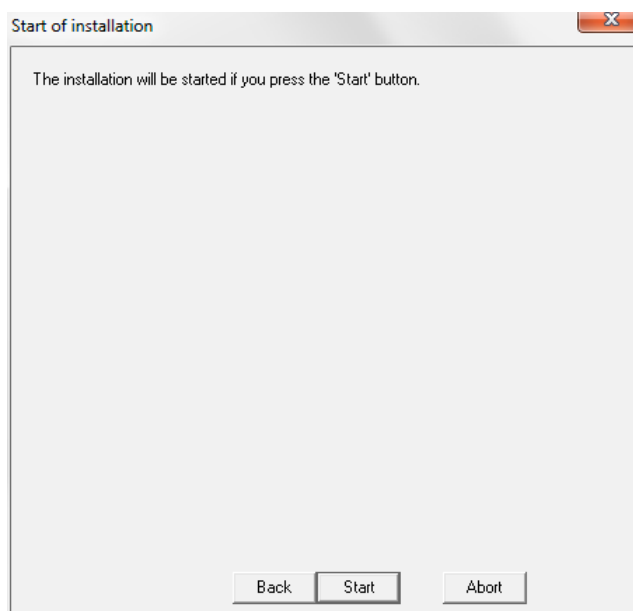 Start of installation
The installation will be started if you press the 'Start' button.
Back Start Abort